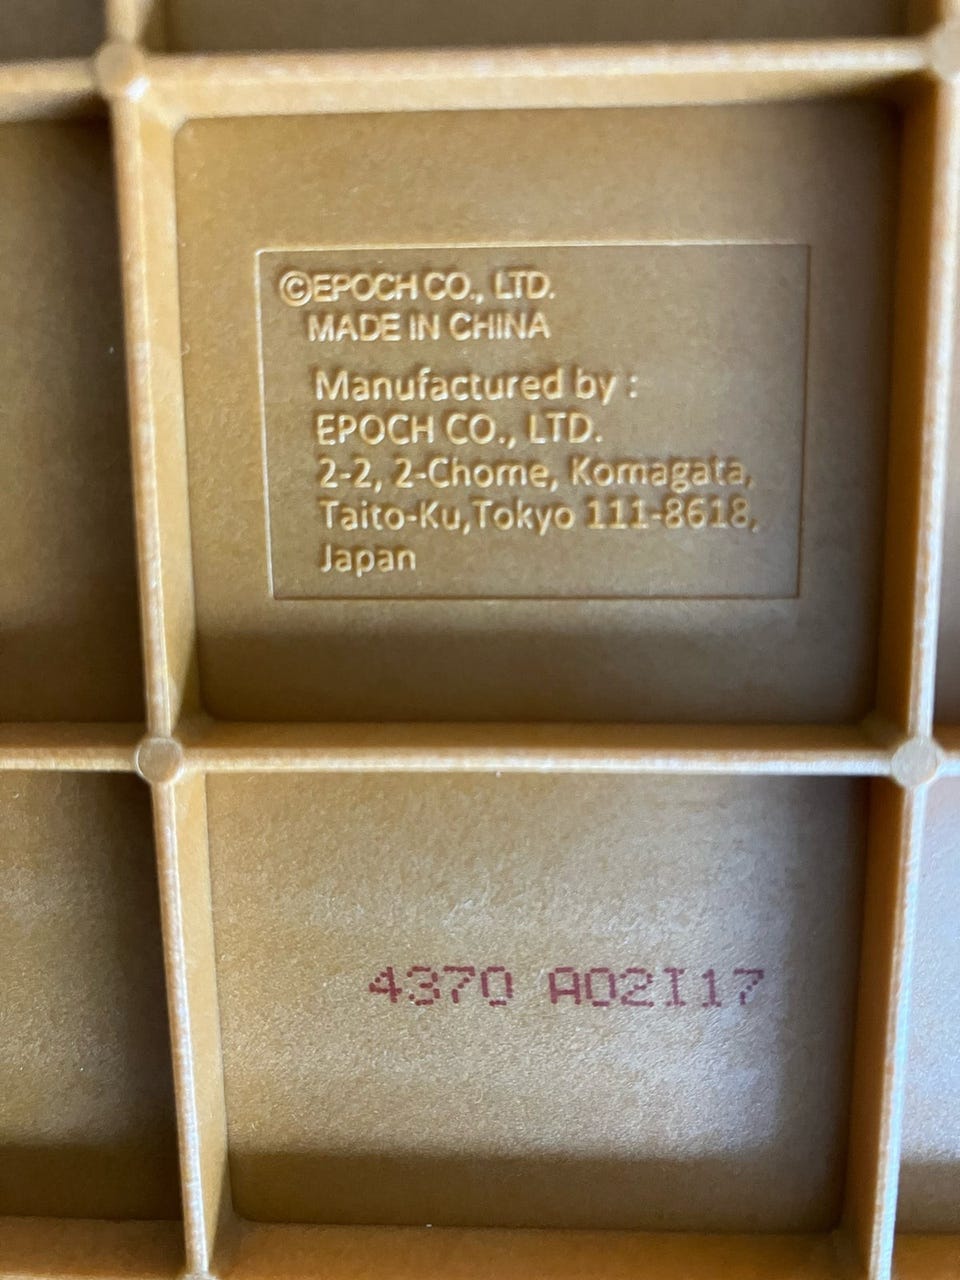 ©EPOCH CO., LTD.
MADE IN CHINA
Manufactured by :
EPOCH CO., LTD.
2-2, 2-Chome, Komagata,
Taito-Ku,Tokyo 111-8618,
Japan
4370 A02I17